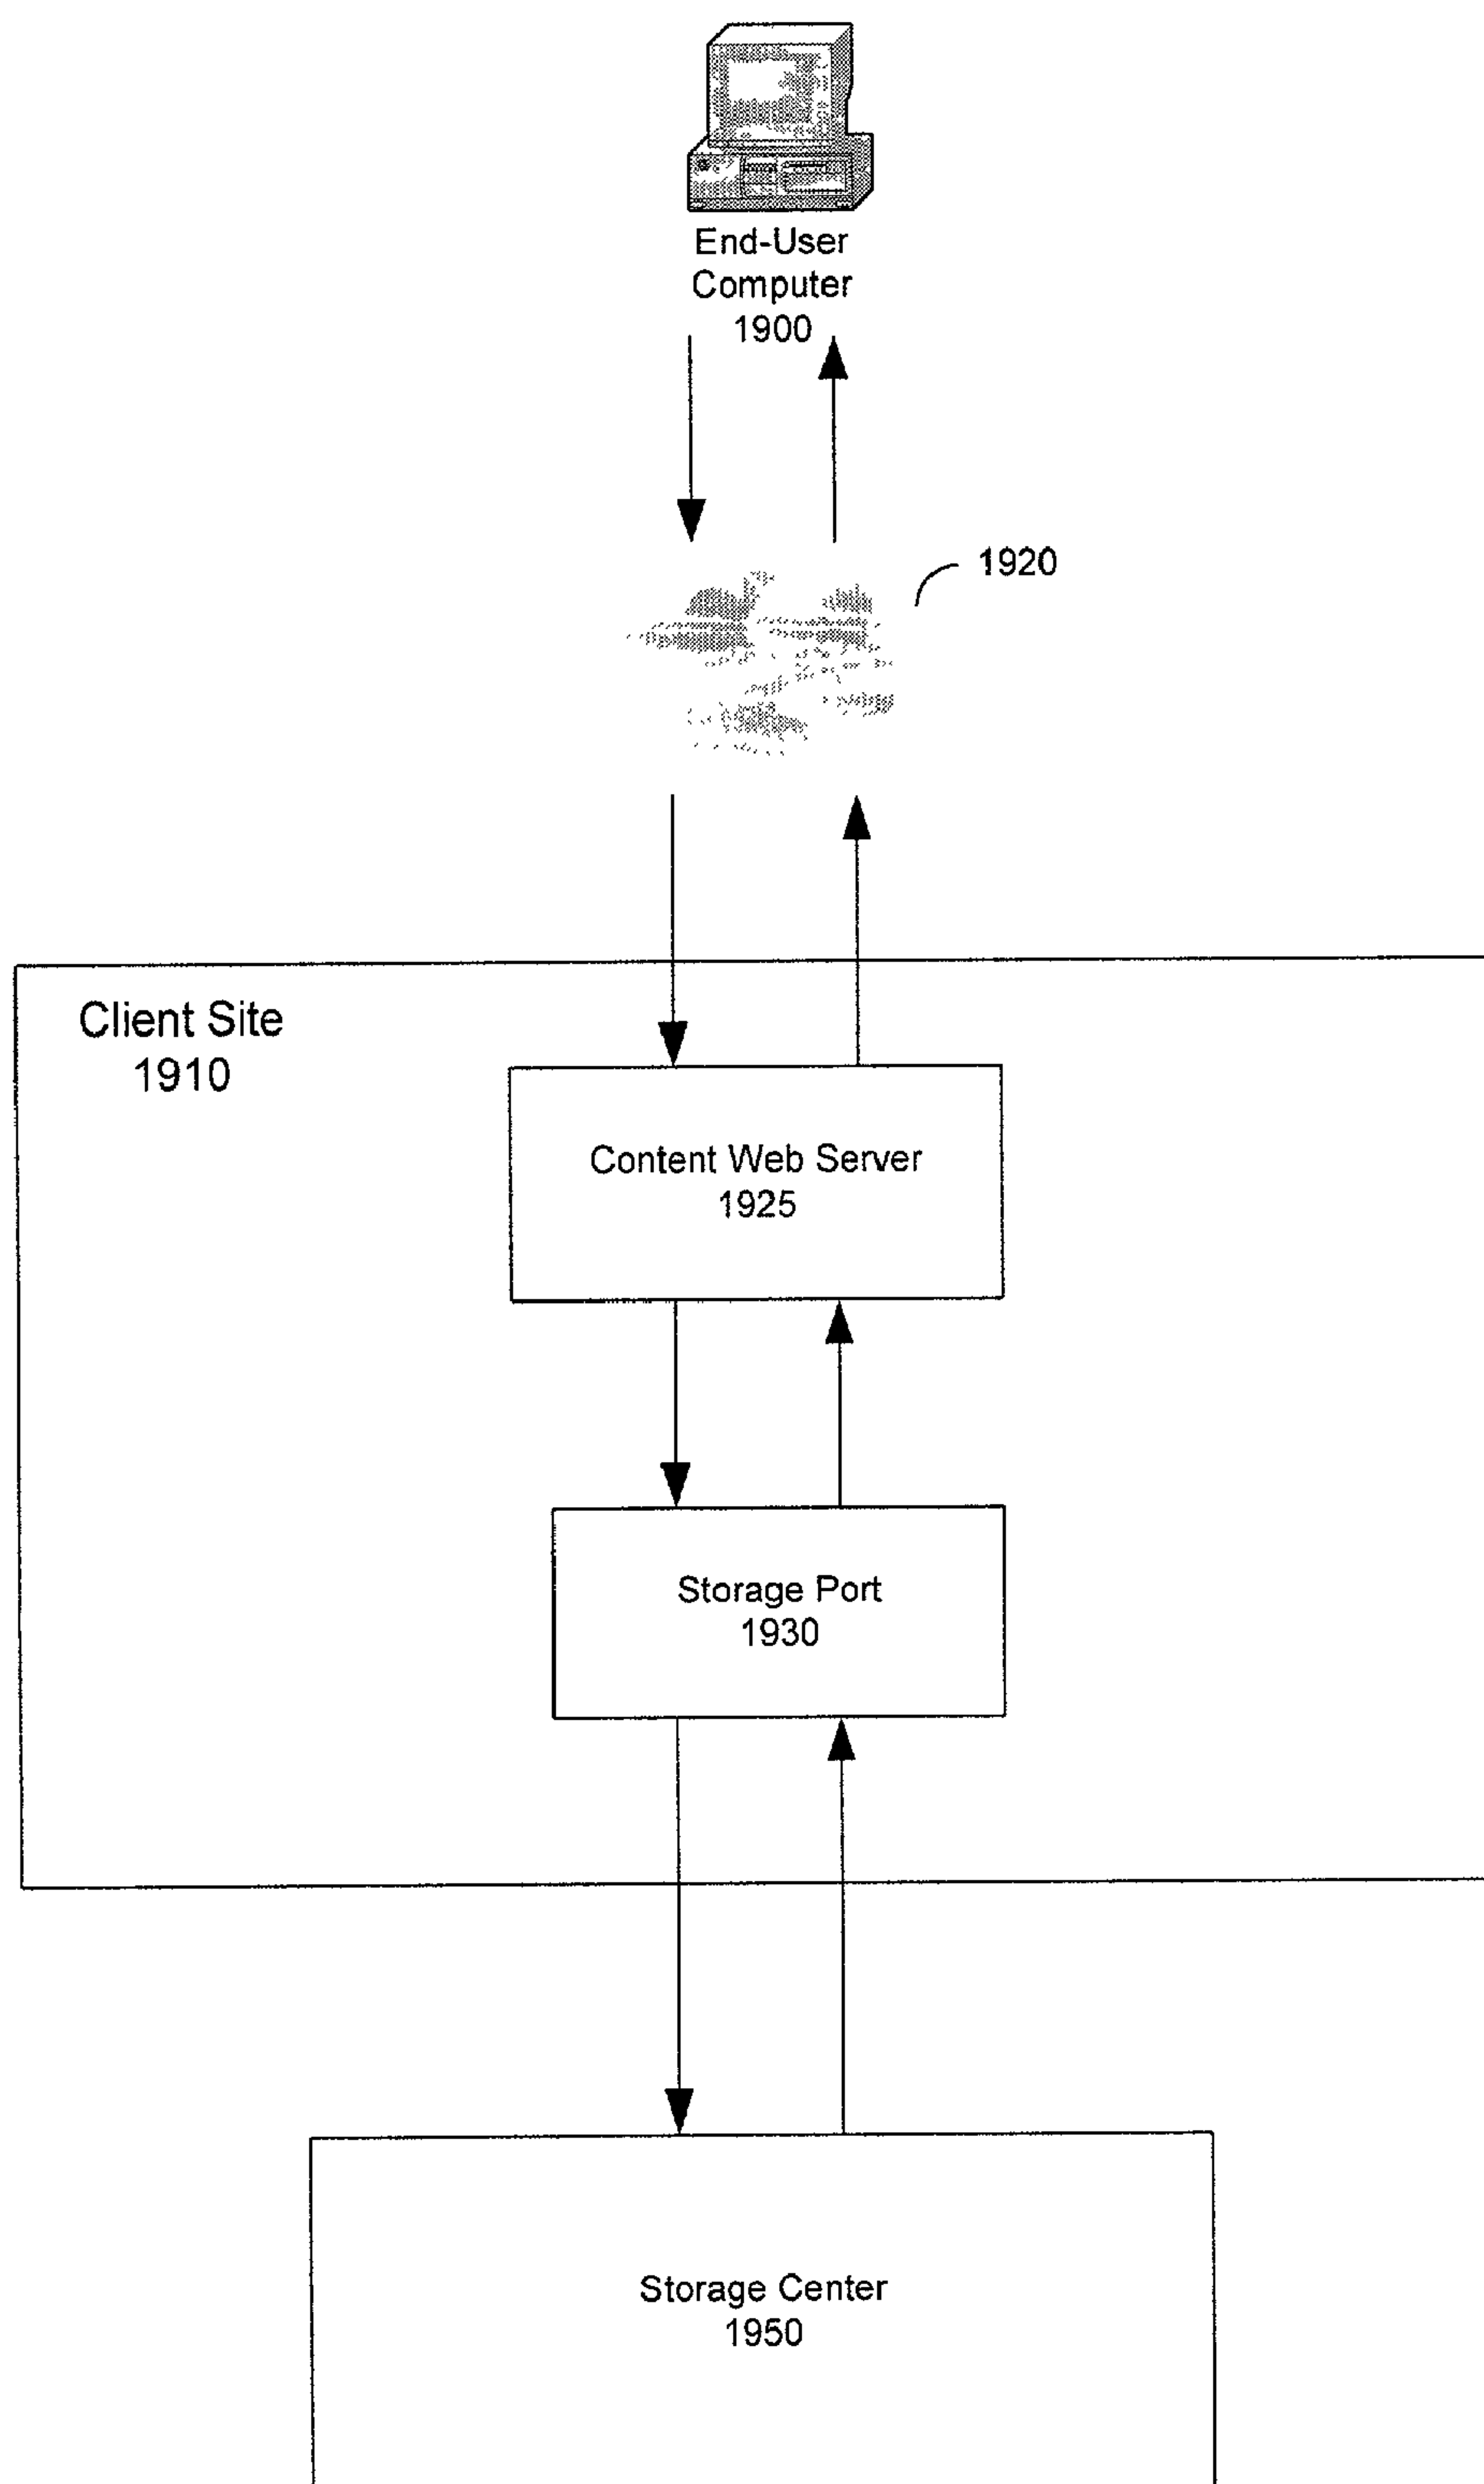 End-User
Computer
1900
1920
Client Site
1910
Content Web Server
1925
Storage Port
1930
Storage Center
1950